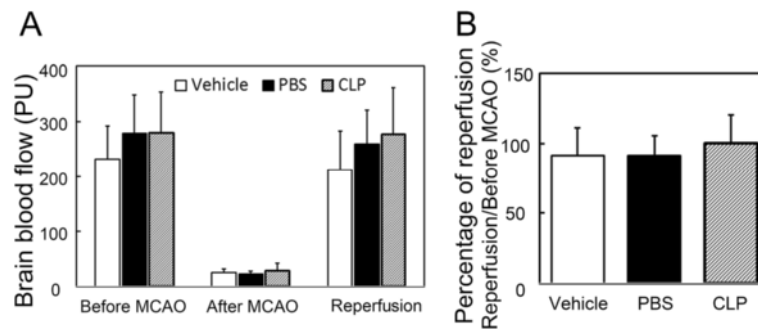 A
Brain blood flow (PU)
400
300
200
100
0
Vehicle PBS CLP
Before MCAO After MCAO Reperfusion
B
Percentage of reperfusion
Reperfusion/Before MCAO (%)
150
100
50
0
Vehicle PBS CLP